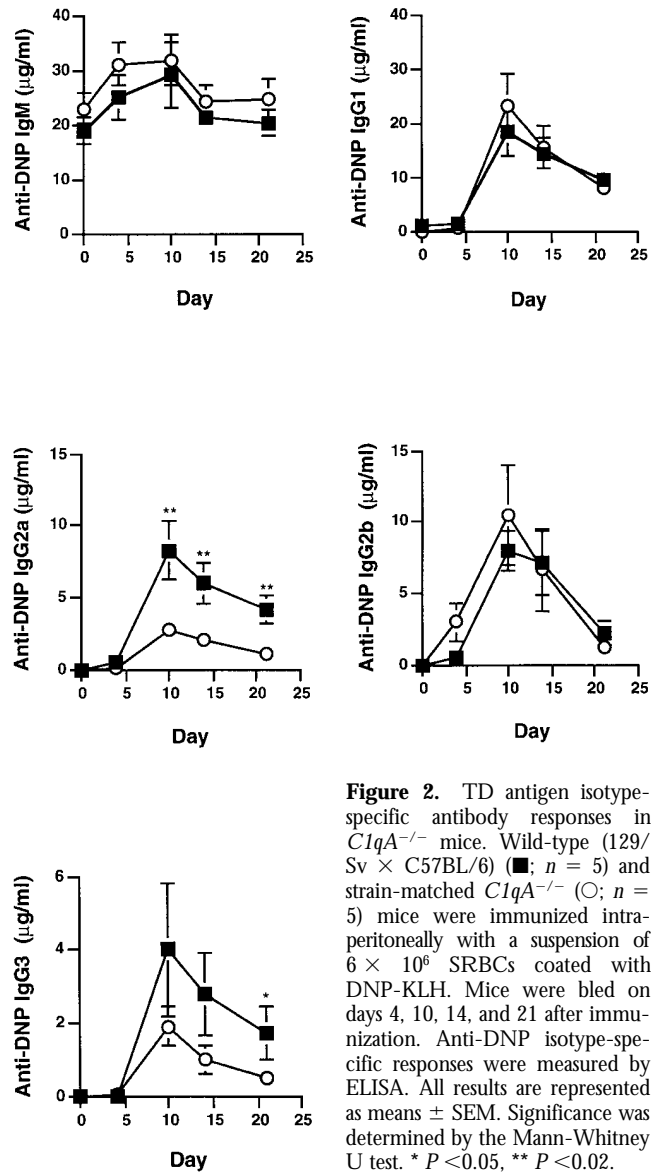 Anti-DNP IgM (μg/ml)
40
30
20
10
0
0 5 10 15 20 25
Day
Anti-DNP IgG1 (μg/ml)
40
30
20
10
0
0 5 10 15 20 25
Day
Anti-DNP IgG2a (μg/ml)
15
10
5
0
** ** **
0 5 10 15 20 25
Day
Anti-DNP IgG2b (μg/ml)
15
10
5
0
0 5 10 15 20 25
Day
Anti-DNP IgG3 (μg/ml)
6
4
2
0
*
0 5 10 15 20 25
Day
Figure 2. TD antigen isotype-
specific antibody responses in
C1qA−/− mice. Wild-type (129/
Sv × C57BL/6) (■; n = 5) and
strain-matched C1qA−/− (○; n =
5) mice were immunized intra-
peritoneally with a suspension of
6 × 10⁶ SRBCs coated with
DNP-KLH. Mice were bled on
days 4, 10, 14, and 21 after immu-
nization. Anti-DNP isotype-spe-
cific responses were measured by
ELISA. All results are represented
as means ± SEM. Significance was
determined by the Mann-Whitney
U test. * P <0.05, ** P <0.02.